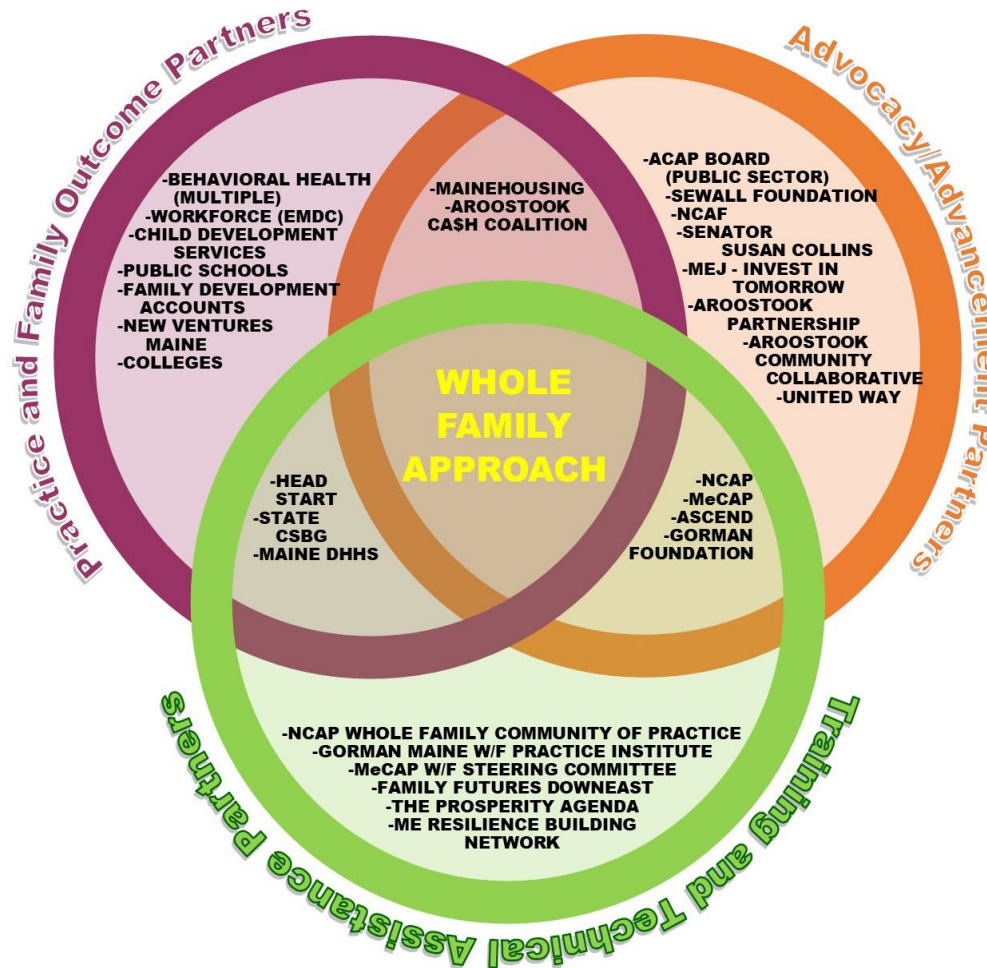 Practice and Family Outcome Partners
Advocacy/Advancement Partners
-BEHAVIORAL HEALTH
(MULTIPLE)
-WORKFORCE (EMDC)
-CHILD DEVELOPMENT
SERVICES
-PUBLIC SCHOOLS
-FAMILY DEVELOPMENT
ACCOUNTS
-NEW VENTURES
MAINE
-COLLEGES
-MAINEHOUSING
-AROOSTOOK
CA$H COALITION
-ACAP BOARD
(PUBLIC SECTOR)
-SEWALL FOUNDATION
-NCAF
-SENATOR
SUSAN COLLINS
-MEJ - INVEST IN
TOMORROW
-AROOSTOOK
PARTNERSHIP
-AROOSTOOK
COMMUNITY
COLLABORATIVE
-UNITED WAY
WHOLE
FAMILY
APPROACH
-HEAD
START
-STATE
CSBG
-MAINE DHHS
-NCAP
-MeCAP
-ASCEND
-GORMAN
FOUNDATION
-NCAP WHOLE FAMILY COMMUNITY OF PRACTICE
-GORMAN MAINE W/F PRACTICE INSTITUTE
-MeCAP W/F STEERING COMMITTEE
-FAMILY FUTURES DOWNEAST
-THE PROSPERITY AGENDA
-ME RESILIENCE BUILDING
NETWORK
Training and Technical Assistance Partners